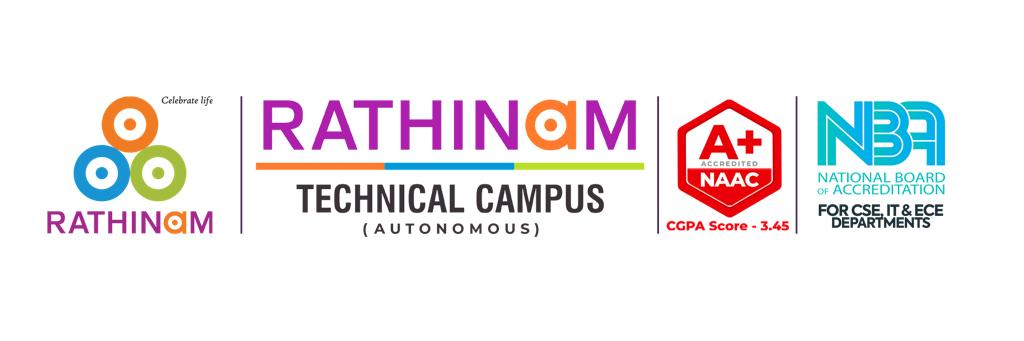 Celebrate life
RATHINaM
RATHINaM
TECHNICAL CAMPUS
(AUTONOMOUS)
A+
ACCREDITED
NAAC
CGPA Score - 3.45
NBA
NATIONAL BOARD
OF ACCREDITATION
FOR CSE, IT & ECE
DEPARTMENTS